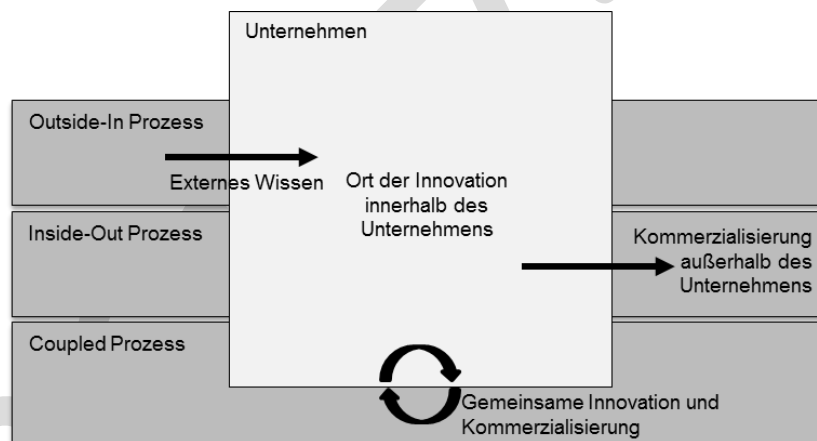 Unternehmen
Outside-In Prozess
Externes Wissen
Ort der Innovation
innerhalb des
Unternehmens
Inside-Out Prozess
Kommerzialisierung
außerhalb des
Unternehmens
Coupled Prozess
Gemeinsame Innovation und
Kommerzialisierung